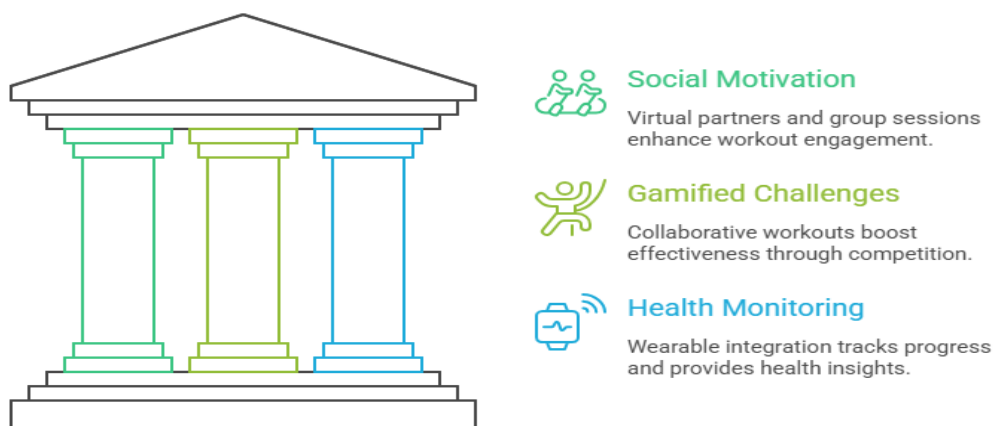 Social Motivation
Virtual partners and group sessions
enhance workout engagement.
Gamified Challenges
Collaborative workouts boost
effectiveness through competition.
Health Monitoring
Wearable integration tracks progress
and provides health insights.